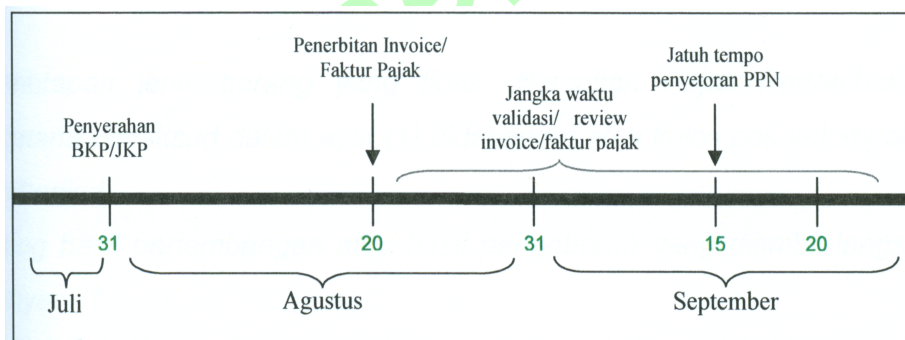 Penerbitan Invoice/
Faktur Pajak
Jatuh tempo
penyetoran PPN
Jangka waktu
validasi/ review
invoice/faktur pajak
Penyerahan
BKP/JKP
31
20
31
15
20
Juli
Agustus
September